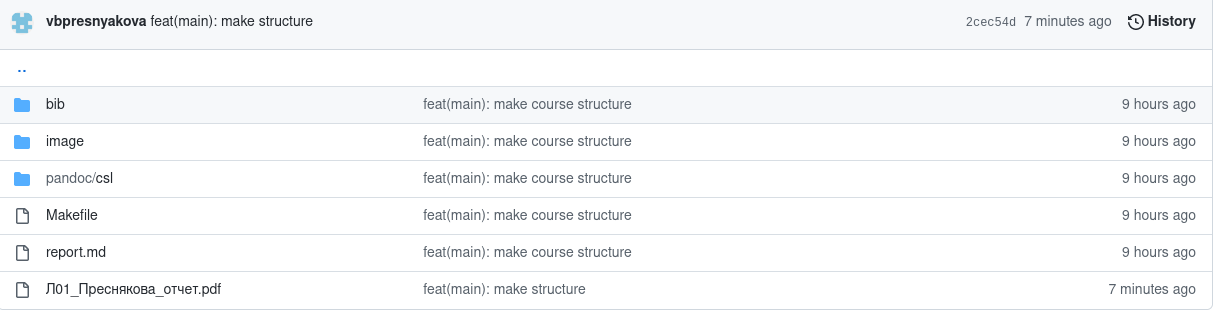 vbpresnyakova feat(main): make structure 2cec54d 7 minutes ago History
..
bib feat(main): make course structure 9 hours ago
image feat(main): make course structure 9 hours ago
pandoc/csl feat(main): make course structure 9 hours ago
Makefile feat(main): make course structure 9 hours ago
report.md feat(main): make course structure 9 hours ago
Л01_Преснякова_отчет.pdf feat(main): make structure 7 minutes ago